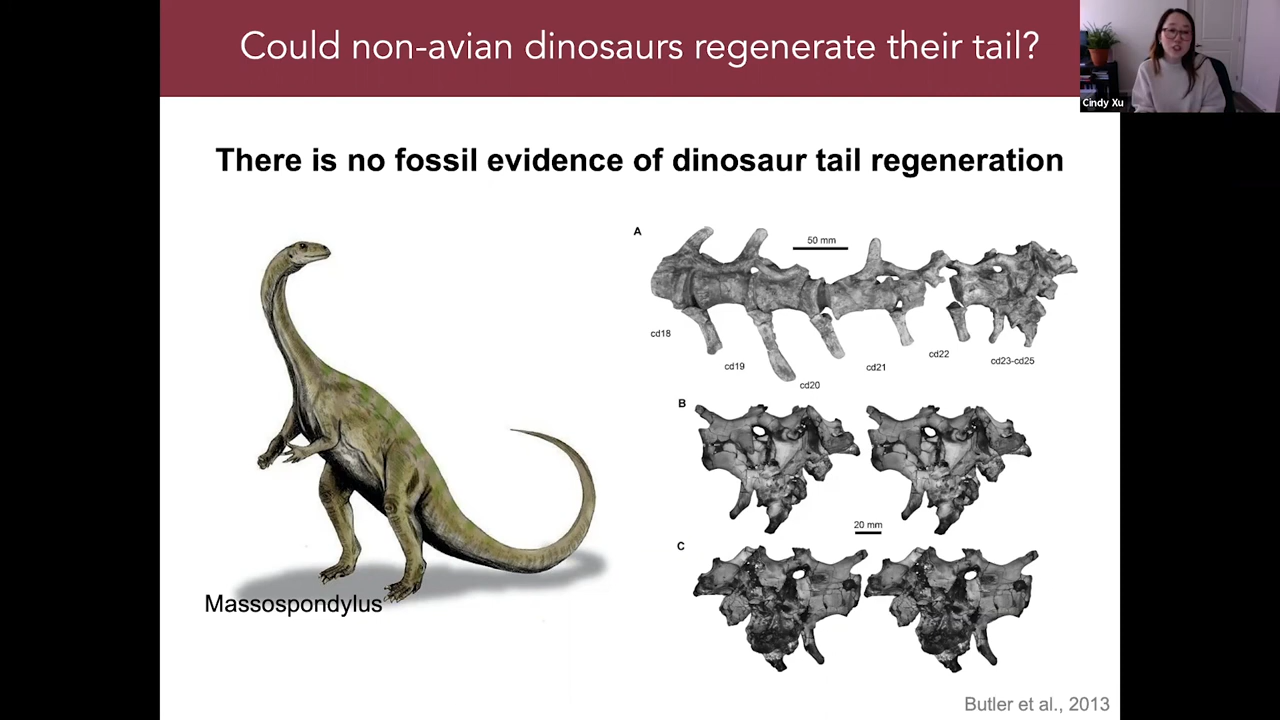 Could non-avian dinosaurs regenerate their tail?
Cindy Xu
There is no fossil evidence of dinosaur tail regeneration
A
50 mm
cd18
cd19
cd20
cd21
cd22
cd23-cd25
B
20 mm
C
Massospondylus
Butler et al., 2013